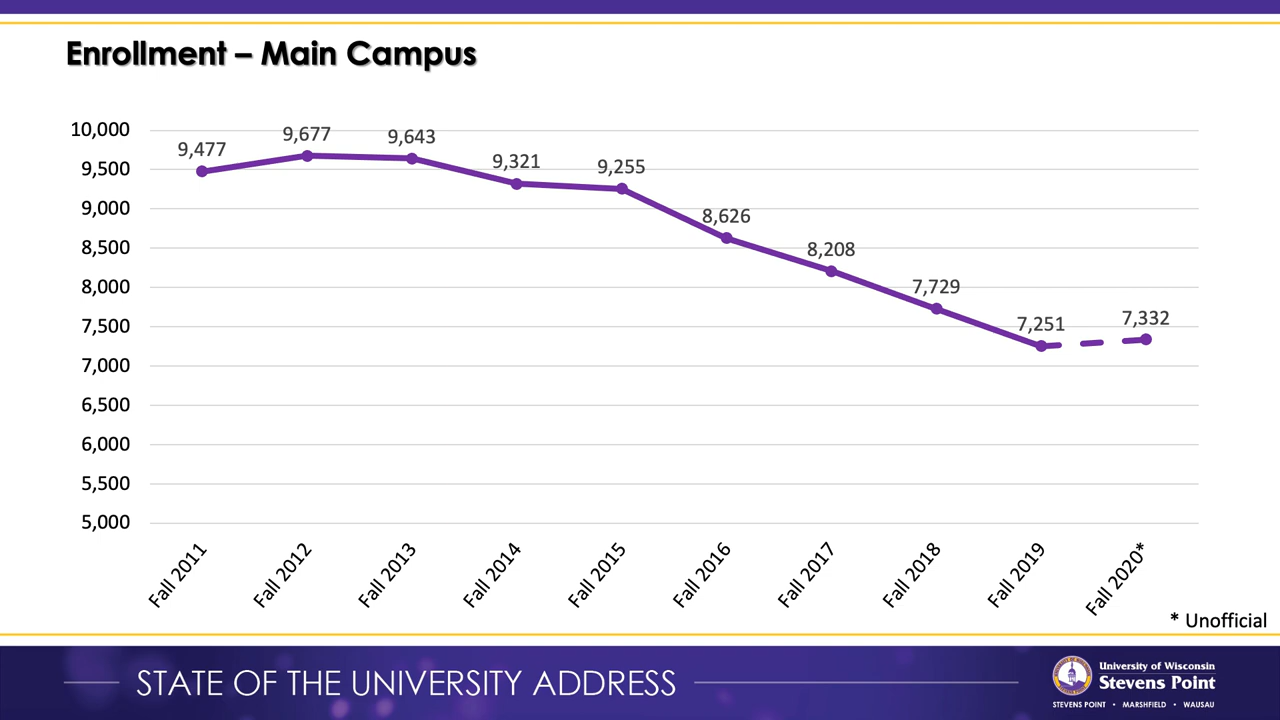 Enrollment – Main Campus
10,000
9,500
9,000
8,500
8,000
7,500
7,000
6,500
6,000
5,500
5,000
9,477
9,677
9,643
9,321
9,255
8,626
8,208
7,729
7,251
7,332
Fall 2011
Fall 2012
Fall 2013
Fall 2014
Fall 2015
Fall 2016
Fall 2017
Fall 2018
Fall 2019
Fall 2020*
* Unofficial
STATE OF THE UNIVERSITY ADDRESS
University of Wisconsin
Stevens Point
STEVENS POINT • MARSHFIELD • WAUSAU